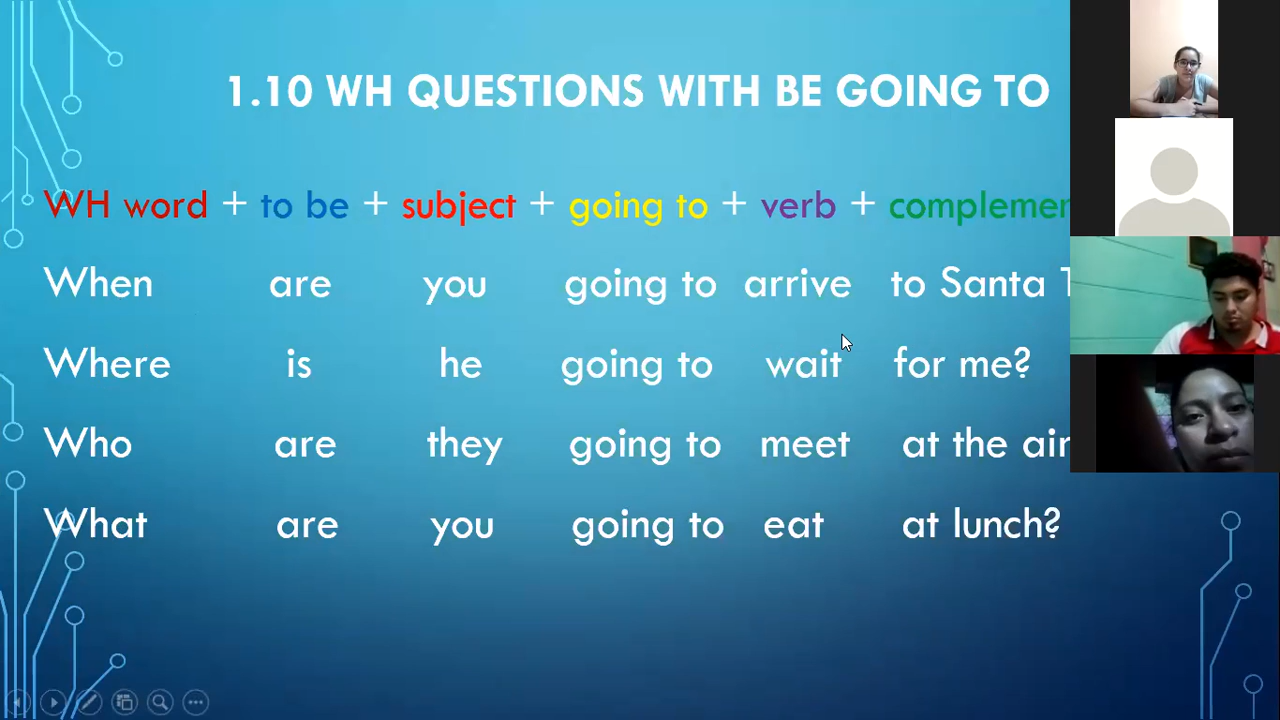 1.10 WH QUESTIONS WITH BE GOING TO
WH word + to be + subject + going to + verb + complemen
When are you going to arrive to Santa
Where is he going to wait for me?
Who are they going to meet at the
What are you going to eat at lunch?